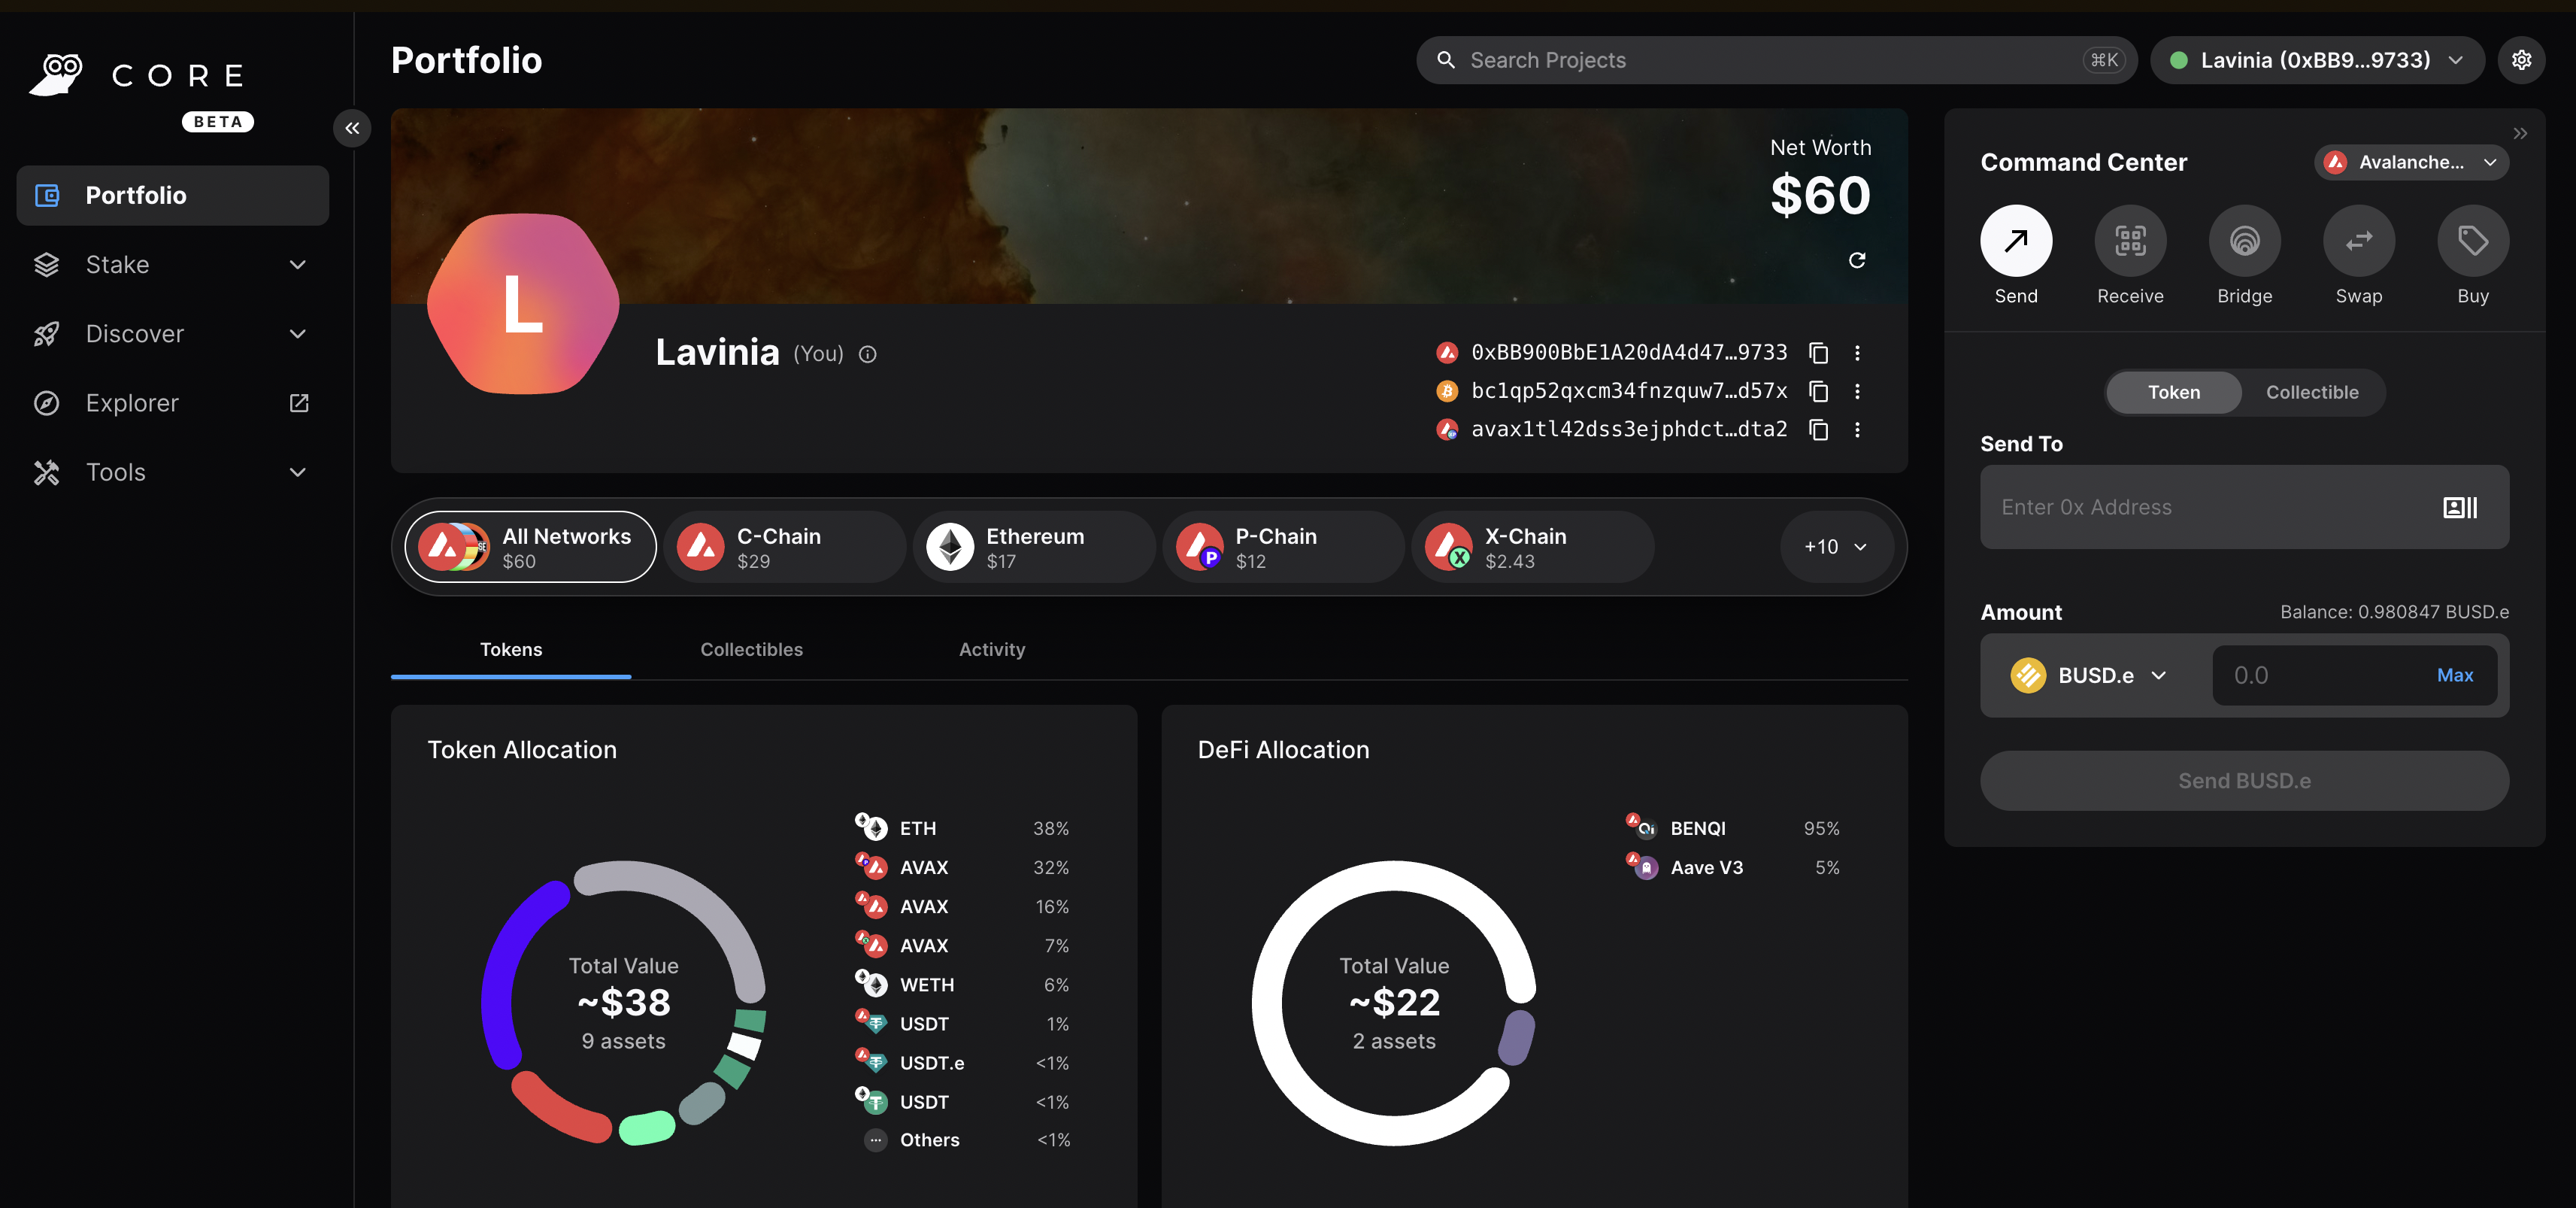 CORE
BETA
Portfolio
Stake
Discover
Explorer
Tools
Portfolio
Search Projects
⌘K
Lavinia (0xBB9...9733)
Net Worth
$60
L
Lavinia (You)
0xBB900BbE1A20dA4d47…9733
bc1qp52qxcm34fnzquw7…d57x
avax1tl42dss3ejphdct…dta2
All Networks
$60
C-Chain
$29
Ethereum
$17
P-Chain
$12
X-Chain
$2.43
+10
Tokens
Collectibles
Activity
Token Allocation
Total Value
~$38
9 assets
ETH 38%
AVAX 32%
AVAX 16%
AVAX 7%
WETH 6%
USDT 1%
USDT.e <1%
USDT <1%
Others <1%
DeFi Allocation
Total Value
~$22
2 assets
BENQI 95%
Aave V3 5%
Command Center
Avalanche...
Send
Receive
Bridge
Swap
Buy
Token
Collectible
Send To
Enter 0x Address
Amount
Balance: 0.980847 BUSD.e
BUSD.e
0.0
Max
Send BUSD.e